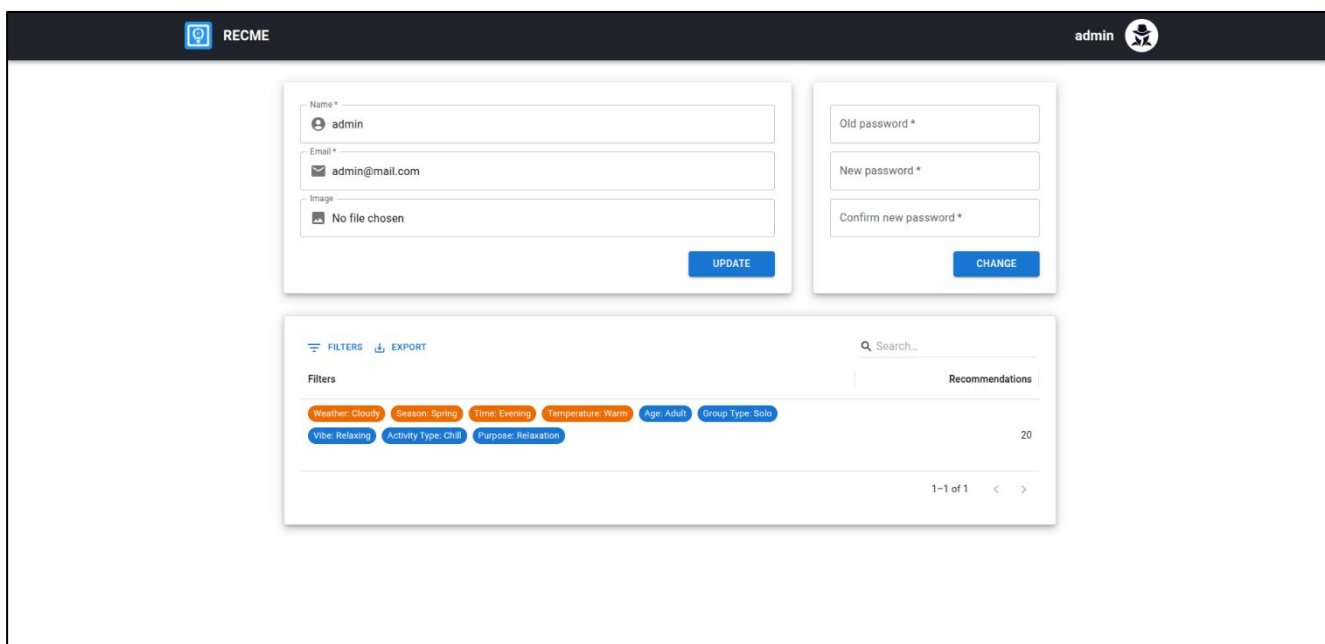 RECME
admin
Name *
admin
Email *
admin@mail.com
Image
No file chosen
UPDATE
Old password *
New password *
Confirm new password *
CHANGE
FILTERS EXPORT
Search...
Filters Recommendations
Weather: Cloudy Season: Spring Time: Evening Temperature: Warm Age: Adult Group Type: Solo
Vibe: Relaxing Activity Type: Chill Purpose: Relaxation
20
1–1 of 1